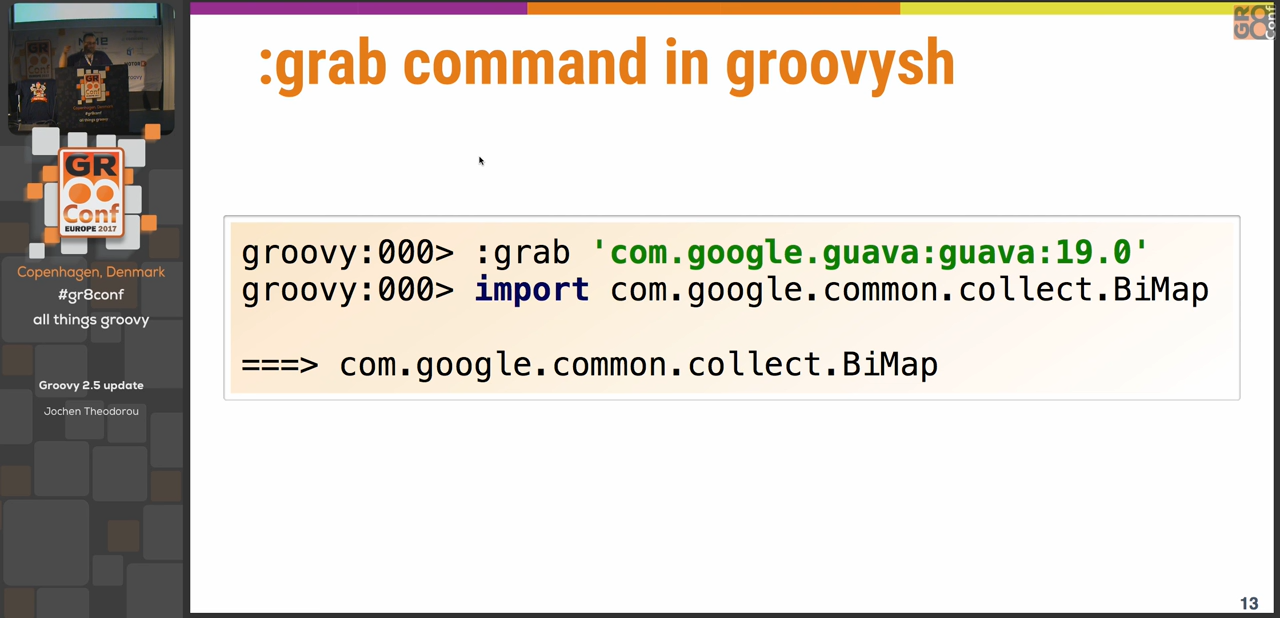 :grab command in groovysh
groovy:000> :grab 'com.google.guava:guava:19.0'
groovy:000> import com.google.common.collect.BiMap
===> com.google.common.collect.BiMap
13
GR
8
Conf
EUROPE 2017
Copenhagen, Denmark
#gr8conf
all things groovy
Groovy 2.5 update
Jochen Theodorou